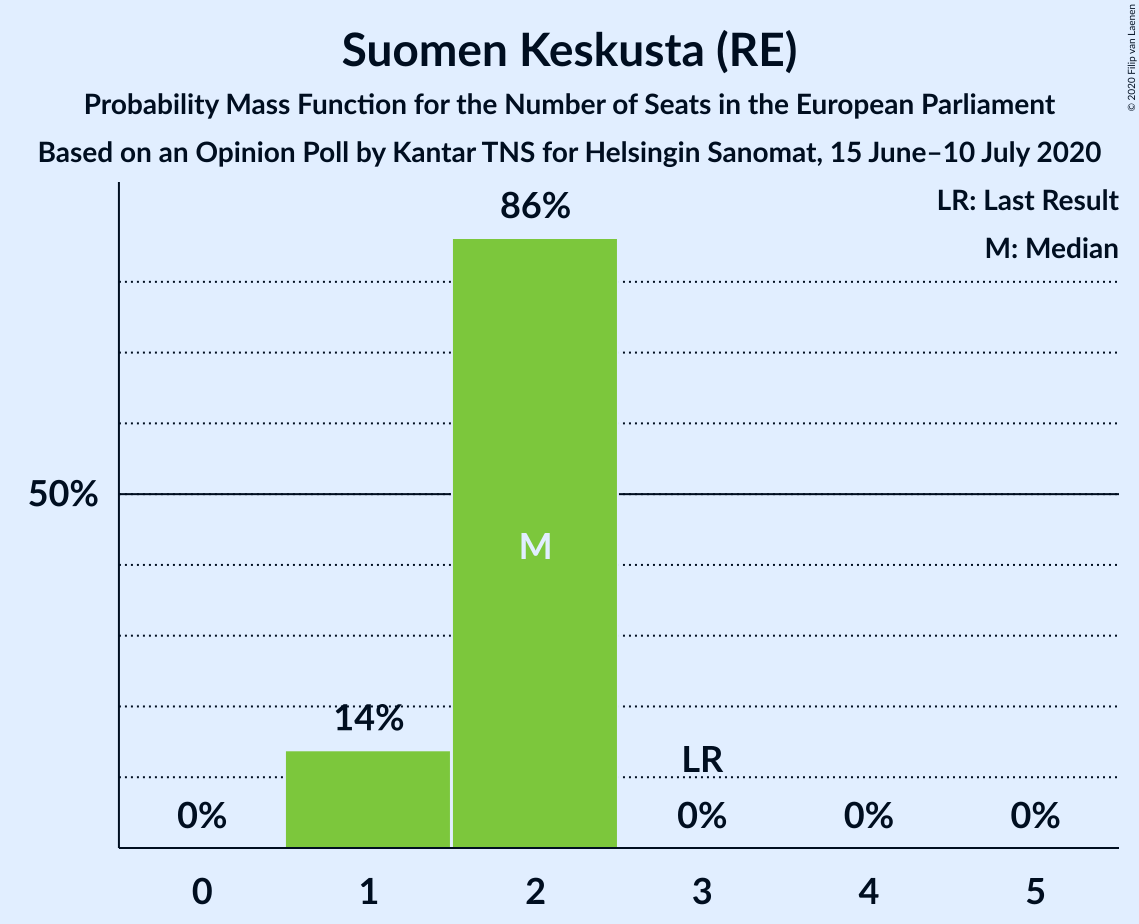 Suomen Keskusta (RE)
Probability Mass Function for the Number of Seats in the European Parliament
Based on an Opinion Poll by Kantar TNS for Helsingin Sanomat, 15 June–10 July 2020
© 2020 Filip van Laenen
LR: Last Result
M: Median
86%
50%
M
14%
LR
0%
0%
0%
0%
0
1
2
3
4
5